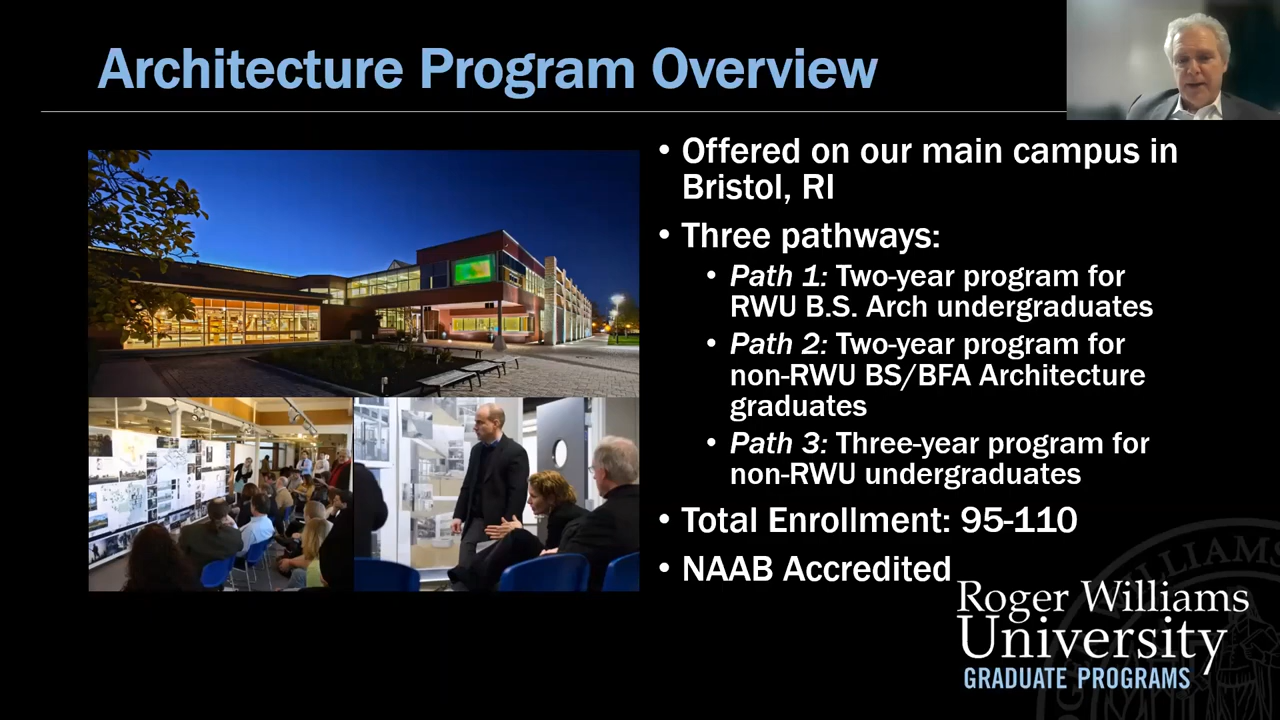 Architecture Program Overview
• Offered on our main campus in
Bristol, RI
• Three pathways:
• Path 1: Two-year program for
RWU B.S. Arch undergraduates
• Path 2: Two-year program for
non-RWU BS/BFA Architecture
graduates
• Path 3: Three-year program for
non-RWU undergraduates
• Total Enrollment: 95-110
• NAAB Accredited
WILLIAMS
Roger Williams
University
GRADUATE PROGRAMS